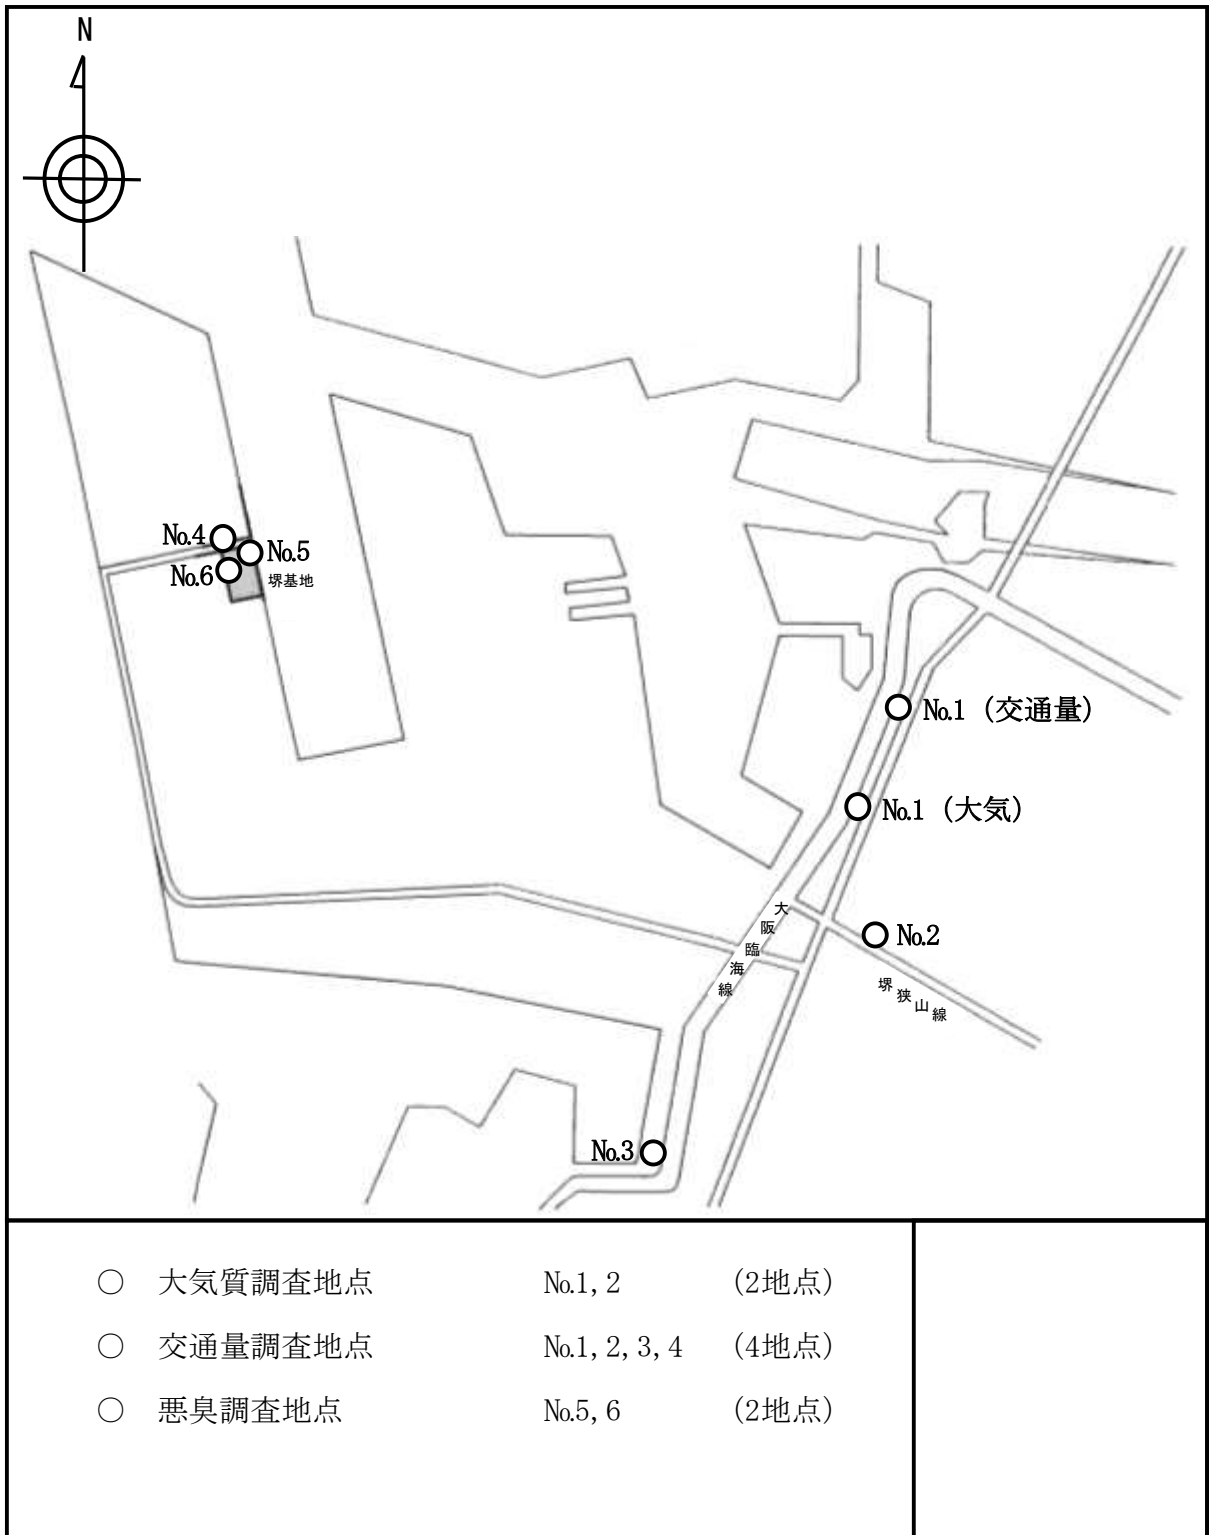 N
No.4
No.5
No.6
堺基地
No.1（交通量）
No.1（大気）
大阪臨海線
No.2
堺狭山線
No.3
○ 大気質調査地点 No.1, 2 （2地点）
○ 交通量調査地点 No.1, 2, 3, 4 （4地点）
○ 悪臭調査地点 No.5, 6 （2地点）